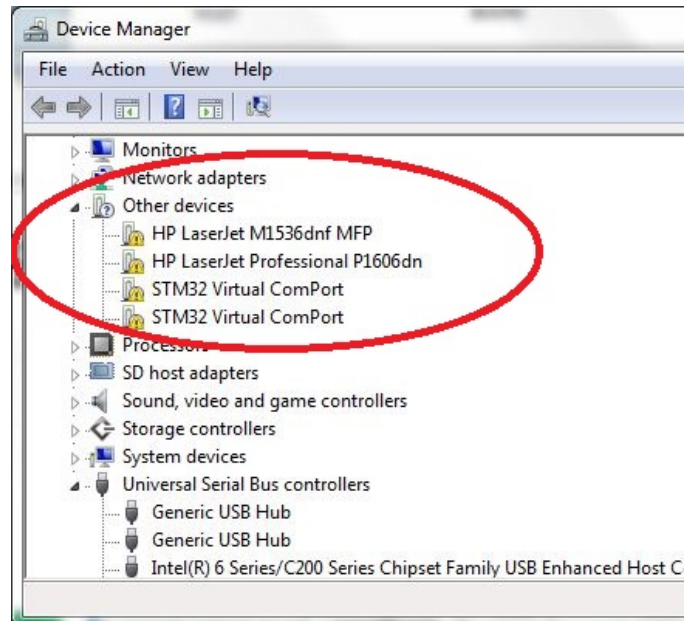 Device Manager
File Action View Help
Monitors
Network adapters
Other devices
HP LaserJet M1536dnf MFP
HP LaserJet Professional P1606dn
STM32 Virtual ComPort
STM32 Virtual ComPort
Processors
SD host adapters
Sound, video and game controllers
Storage controllers
System devices
Universal Serial Bus controllers
Generic USB Hub
Generic USB Hub
Intel(R) 6 Series/C200 Series Chipset Family USB Enhanced Host C